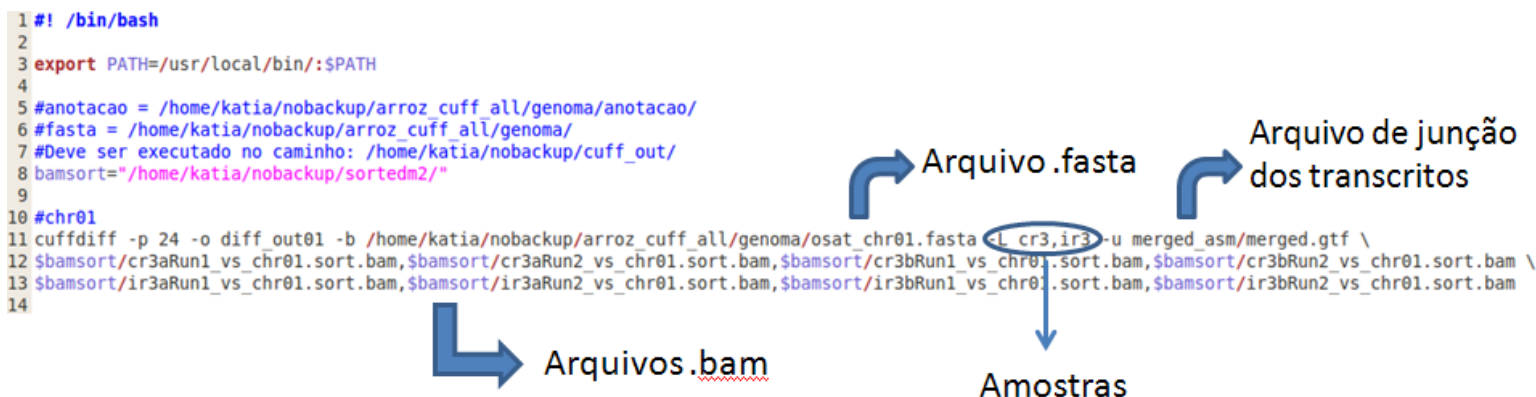 1 #! /bin/bash
2
3 export PATH=/usr/local/bin/:$PATH
4
5 #anotacao = /home/katia/nobackup/arroz_cuff_all/genoma/anotacao/
6 #fasta = /home/katia/nobackup/arroz_cuff_all/genoma/
7 #Deve ser executado no caminho: /home/katia/nobackup/cuff_out/
8 bamsort="/home/katia/nobackup/sortedm2/"
9
10 #chr01
11 cuffdiff -p 24 -o diff_out01 -b /home/katia/nobackup/arroz_cuff_all/genoma/osat_chr01.fasta -L cr3,ir3 -u merged_asm/merged.gtf \
12 $bamsort/cr3aRun1_vs_chr01.sort.bam,$bamsort/cr3aRun2_vs_chr01.sort.bam,$bamsort/cr3bRun1_vs_chr01.sort.bam,$bamsort/cr3bRun2_vs_chr01.sort.bam \
13 $bamsort/ir3aRun1_vs_chr01.sort.bam,$bamsort/ir3aRun2_vs_chr01.sort.bam,$bamsort/ir3bRun1_vs_chr01.sort.bam,$bamsort/ir3bRun2_vs_chr01.sort.bam
14
Arquivo .fasta
Arquivo de junção
dos transcritos
Arquivos .bam
Amostras